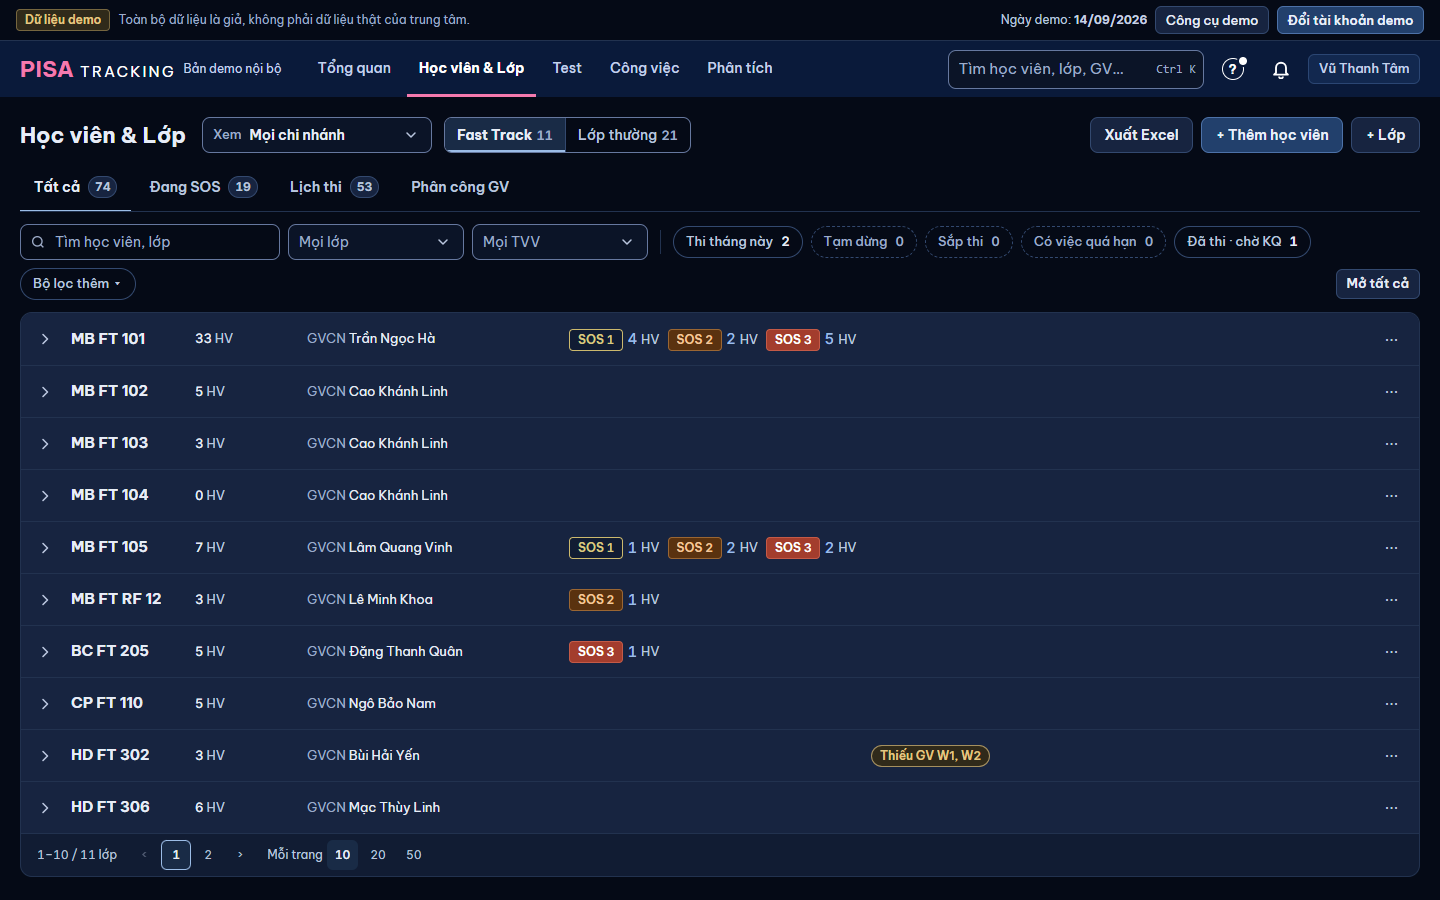 Dữ liệu demo Toàn bộ dữ liệu là giả, không phải dữ liệu thật của trung tâm. Ngày demo: 14/09/2026 Công cụ demo Đổi tài khoản demo
PISA TRACKING Bản demo nội bộ Tổng quan Học viên & Lớp Test Công việc Phân tích Tìm học viên, lớp, GV... Ctrl K ? Vũ Thanh Tâm
Học viên & Lớp Xem Mọi chi nhánh Fast Track 11 Lớp thường 21 Xuất Excel + Thêm học viên + Lớp
Tất cả 74 Đang SOS 19 Lịch thi 53 Phân công GV
Tìm học viên, lớp Mọi lớp Mọi TVV Thi tháng này 2 Tạm dừng 0 Sắp thi 0 Có việc quá hạn 0 Đã thi · chờ KQ 1
Bộ lọc thêm Mở tất cả
MB FT 101 33 HV GVCN Trần Ngọc Hà SOS 1 4 HV SOS 2 2 HV SOS 3 5 HV ...
MB FT 102 5 HV GVCN Cao Khánh Linh ...
MB FT 103 3 HV GVCN Cao Khánh Linh ...
MB FT 104 0 HV GVCN Cao Khánh Linh ...
MB FT 105 7 HV GVCN Lâm Quang Vinh SOS 1 1 HV SOS 2 2 HV SOS 3 2 HV ...
MB FT RF 12 3 HV GVCN Lê Minh Khoa SOS 2 1 HV ...
BC FT 205 5 HV GVCN Đặng Thanh Quân SOS 3 1 HV ...
CP FT 110 5 HV GVCN Ngô Bảo Nam ...
HD FT 302 3 HV GVCN Bùi Hải Yến Thiếu GV W1, W2 ...
HD FT 306 6 HV GVCN Mạc Thùy Linh ...
1–10 / 11 lớp ‹ 1 2 › Mỗi trang 10 20 50